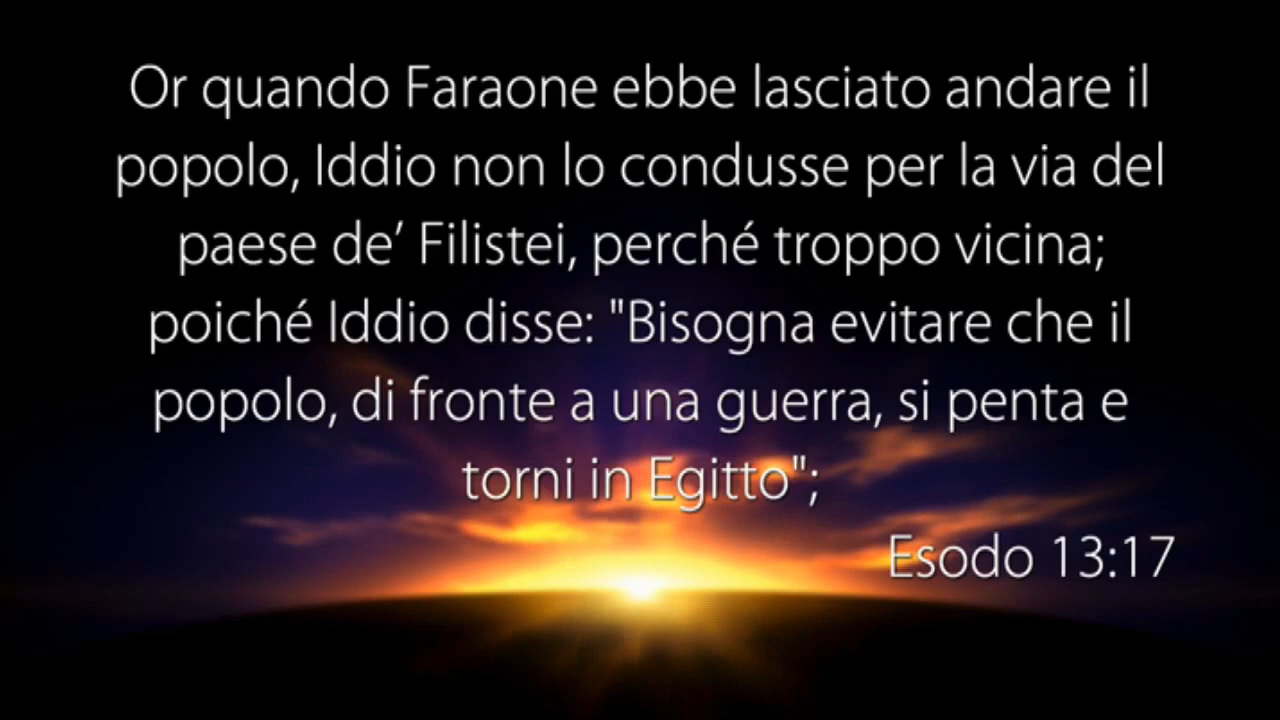 Or quando Faraone ebbe lasciato andare il
popolo, Iddio non lo condusse per la via del
paese de’ Filistei, perché troppo vicina;
poiché Iddio disse: "Bisogna evitare che il
popolo, di fronte a una guerra, si penta e
torni in Egitto";
Esodo 13:17